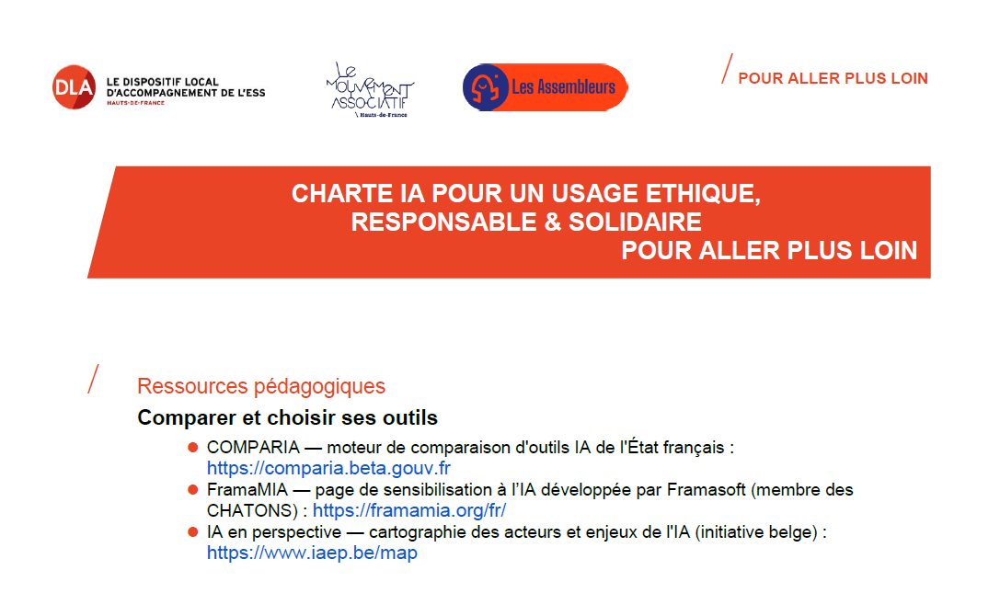 DLA
LE DISPOSITIF LOCAL
D'ACCOMPAGNEMENT DE L'ESS
HAUTS-DE-FRANCE
Le
MOUVEMENT
ASSOCIATIF
\ Hauts-de-France
Les Assembleurs
POUR ALLER PLUS LOIN
CHARTE IA POUR UN USAGE ETHIQUE,
RESPONSABLE & SOLIDAIRE
POUR ALLER PLUS LOIN
Ressources pédagogiques
Comparer et choisir ses outils
● COMPARIA — moteur de comparaison d'outils IA de l'État français :
https://comparia.beta.gouv.fr
● FramaMIA — page de sensibilisation à l’IA développée par Framasoft (membre des
CHATONS) : https://framamia.org/fr/
● IA en perspective — cartographie des acteurs et enjeux de l'IA (initiative belge) :
https://www.iaep.be/map